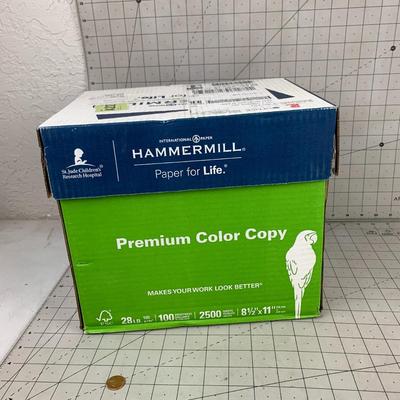 INTERNATIONAL PAPER
HAMMERMILL®
Paper for Life.®
St. Jude Children's
Research Hospital
Premium Color Copy
MAKES YOUR WORK LOOK BETTER®
FSC
28 LB
100
2500
8½" x 11"